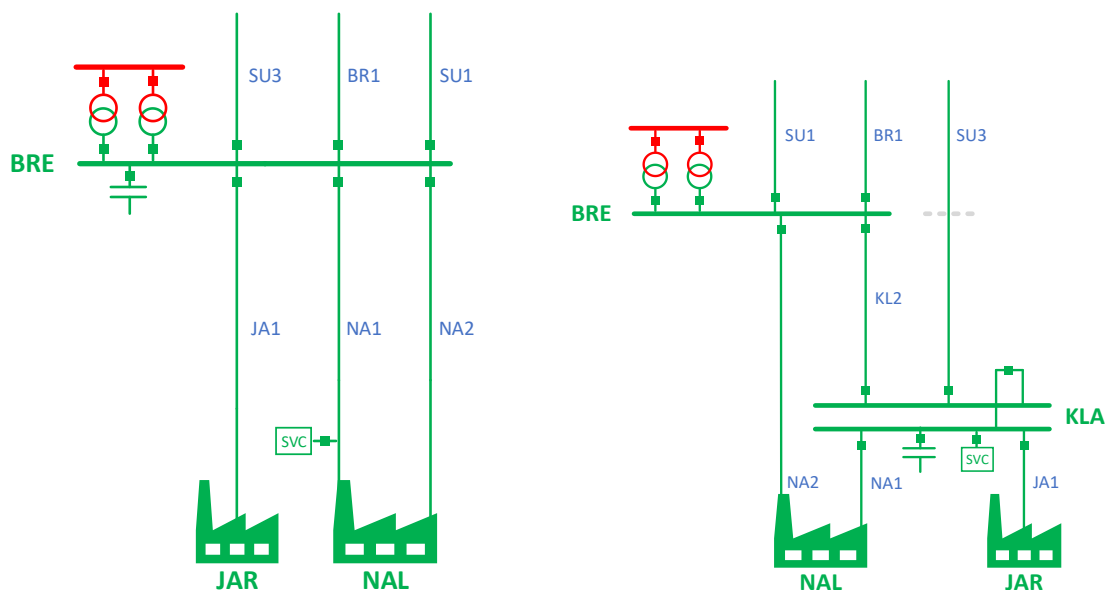 SU3
BR1
SU1
BRE
JA1
NA1
NA2
SVC
JAR
NAL
SU1
BR1
SU3
BRE
KL2
KLA
SVC
NA2
NA1
JA1
NAL
JAR